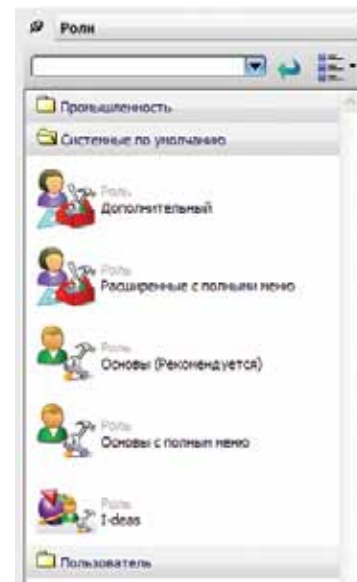 Роли
Промышленность
Системные по умолчанию
Роль
Дополнительный
Роль
Расширенные с полными меню
Роль
Основы (Рекомендуется)
Роль
Основы с полным меню
Роль
I-deas
Пользователь